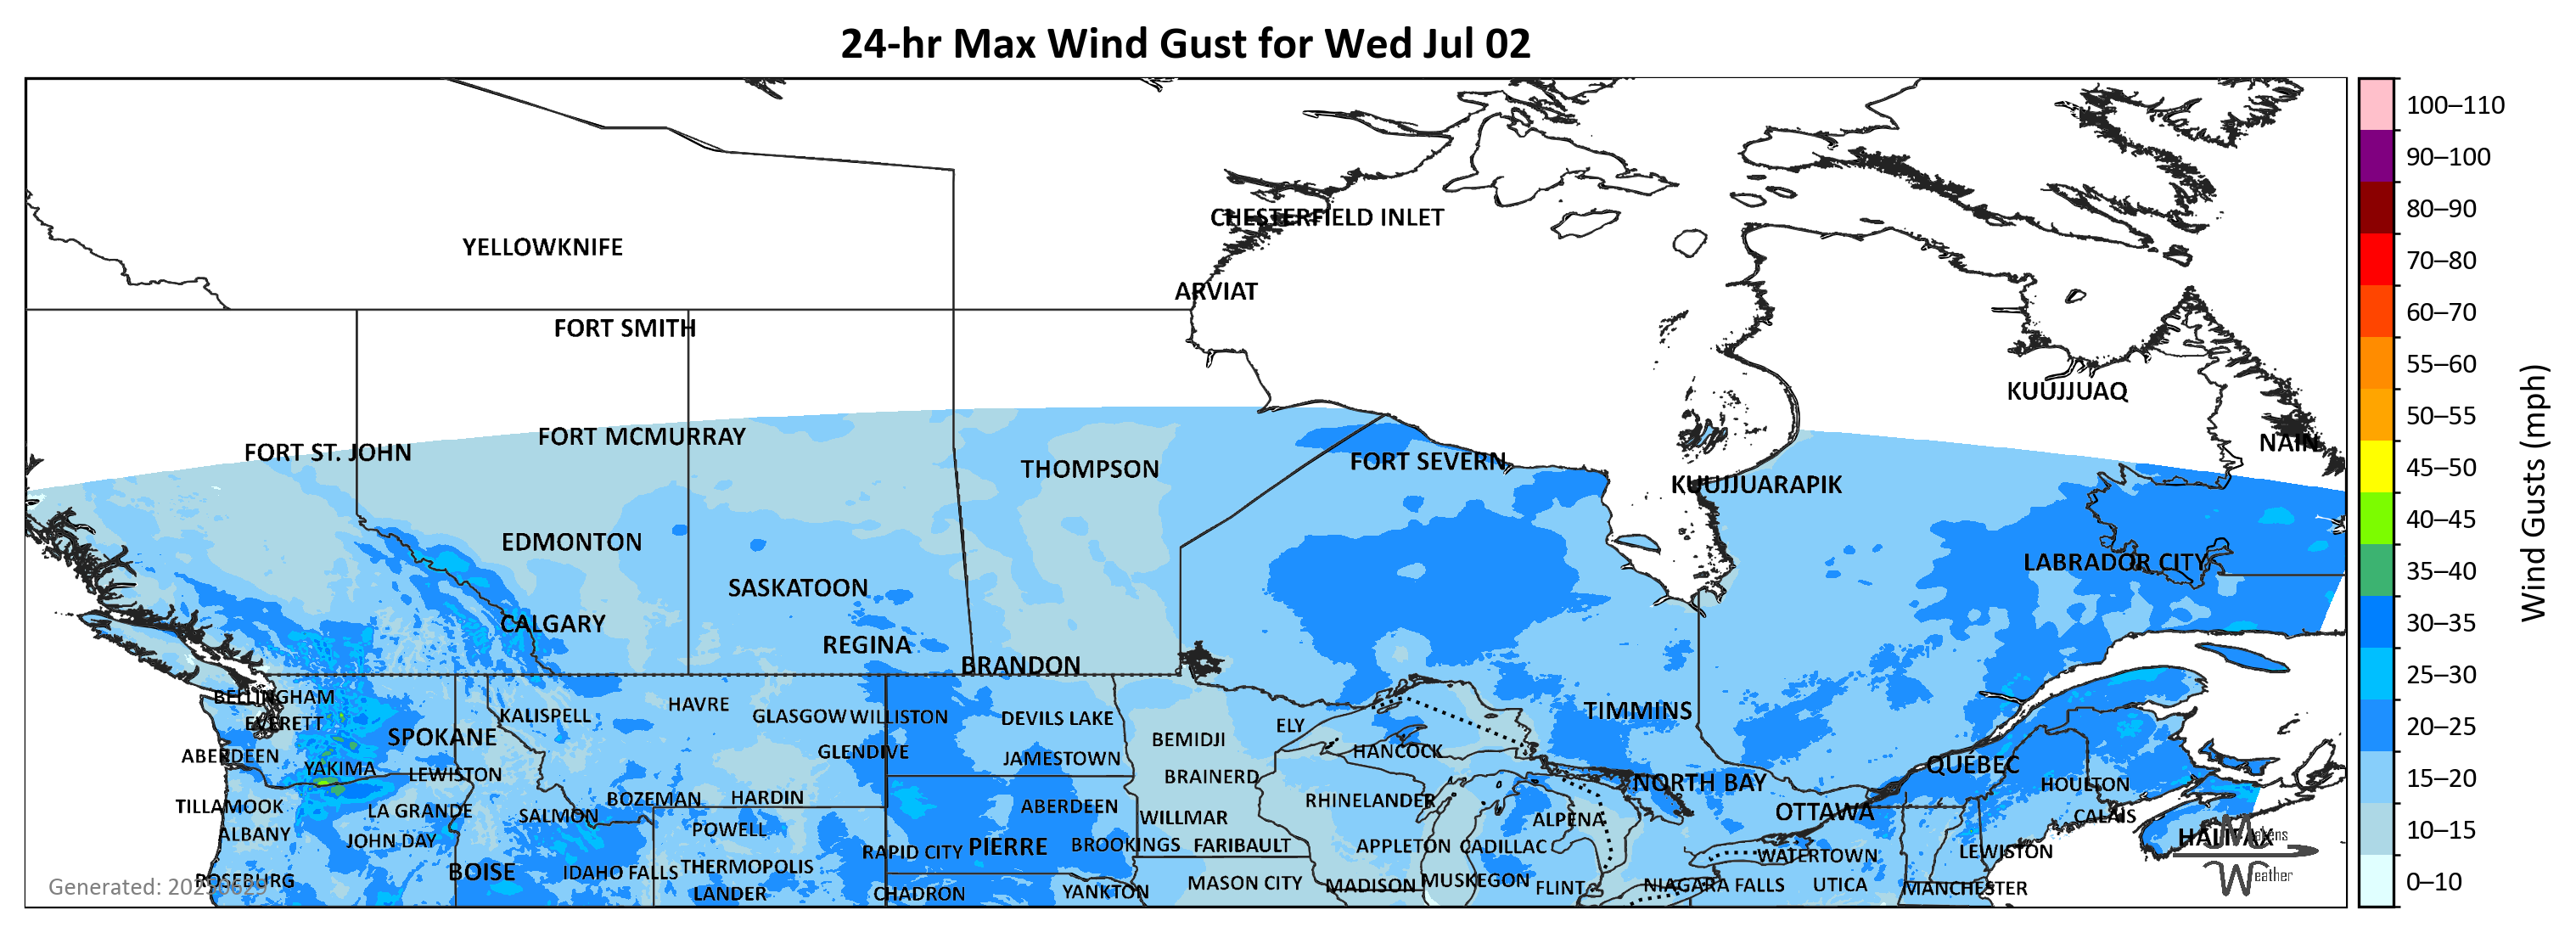 24-hr Max Wind Gust for Wed Jul 02
100–110
90–100
CHESTERFIELD INLET
80–90
YELLOWKNIFE
70–80
ARVIAT
60–70
FORT SMITH
55–60
KUUJJUAQ
50–55
FORT MCMURRAY
NAIN
FORT ST. JOHN
THOMPSON
FORT SEVERN
45–50
KUUJJUARAPIK
40–45
EDMONTON
LABRADOR CITY
35–40
SASKATOON
CALGARY
30–35
REGINA
BRANDON
25–30
BELLINGHAM
HAVRE
KALISPELL
GLASGOW
WILLISTON
DEVILS LAKE
TIMMINS
20–25
EVERETT
ELY
SPOKANE
BEMIDJI
ABERDEEN
GLENDIVE
JAMESTOWN
HANCOCK
QUÉBEC
YAKIMA
LEWISTON
BRAINERD
NORTH BAY
HOULTON
15–20
TILLAMOOK
LA GRANDE
SALMON
BOZEMAN
HARDIN
ABERDEEN
RHINELANDER
OTTAWA
CALAIS
ALBANY
JOHN DAY
POWELL
WILLMAR
ALPENA
HALIFAX
10–15
RAPID CITY
PIERRE
BROOKINGS
FARIBAULT
APPLETON
CADILLAC
WATERTOWN
LEWISTON
BOISE
IDAHO FALLS
THERMOPOLIS
Generated: 20250629
ROSEBURG
LANDER
CHADRON
YANKTON
MASON CITY
MADISON
MUSKEGON
FLINT
NIAGARA FALLS
UTICA
MANCHESTER
Weather
0–10
Wind Gusts (mph)